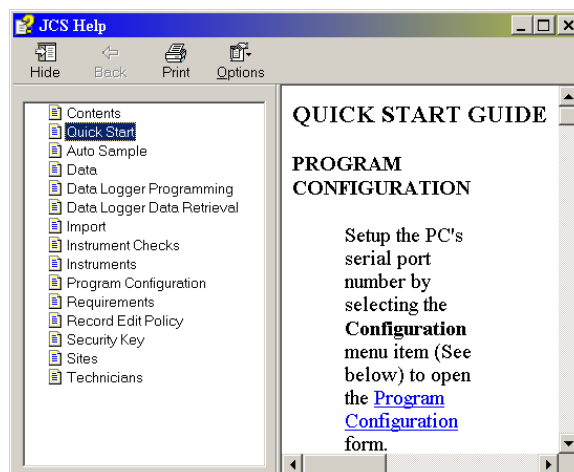 JCS Help
Hide Back Print Options
Contents
Quick Start
Auto Sample
Data
Data Logger Programming
Data Logger Data Retrieval
Import
Instrument Checks
Instruments
Program Configuration
Requirements
Record Edit Policy
Security Key
Sites
Technicians
QUICK START GUIDE
PROGRAM
CONFIGURATION
Setup the PC's
serial port
number by
selecting the
Configuration
menu item (See
below) to open
the Program
Configuration
form.